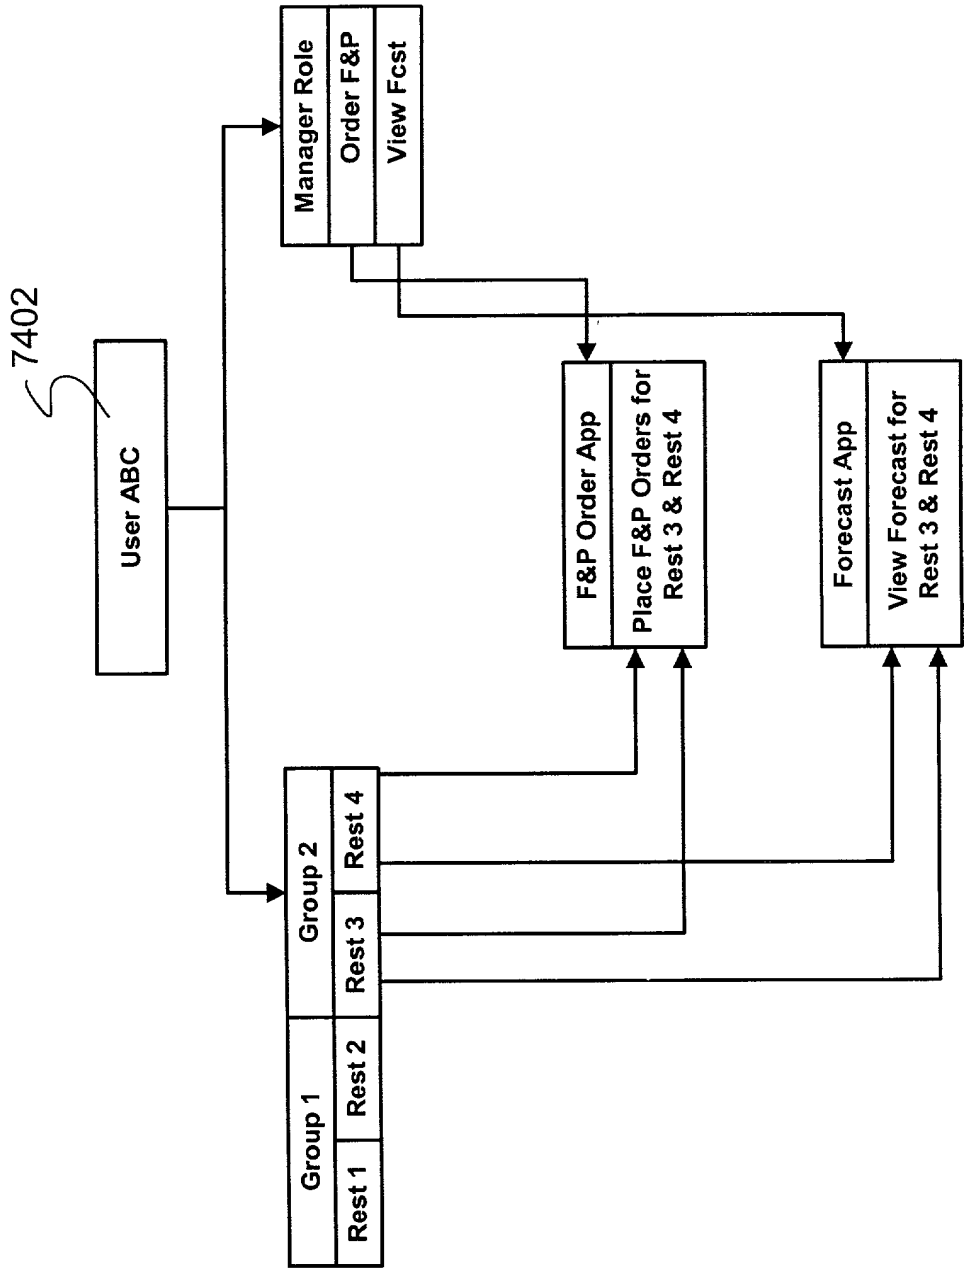 7402
User ABC
Group 1
Group 2
Rest 1
Rest 2
Rest 3
Rest 4
Manager Role
Order F&P
View Fcst
F&P Order App
Place F&P Orders for
Rest 3 & Rest 4
Forecast App
View Forecast for
Rest 3 & Rest 4